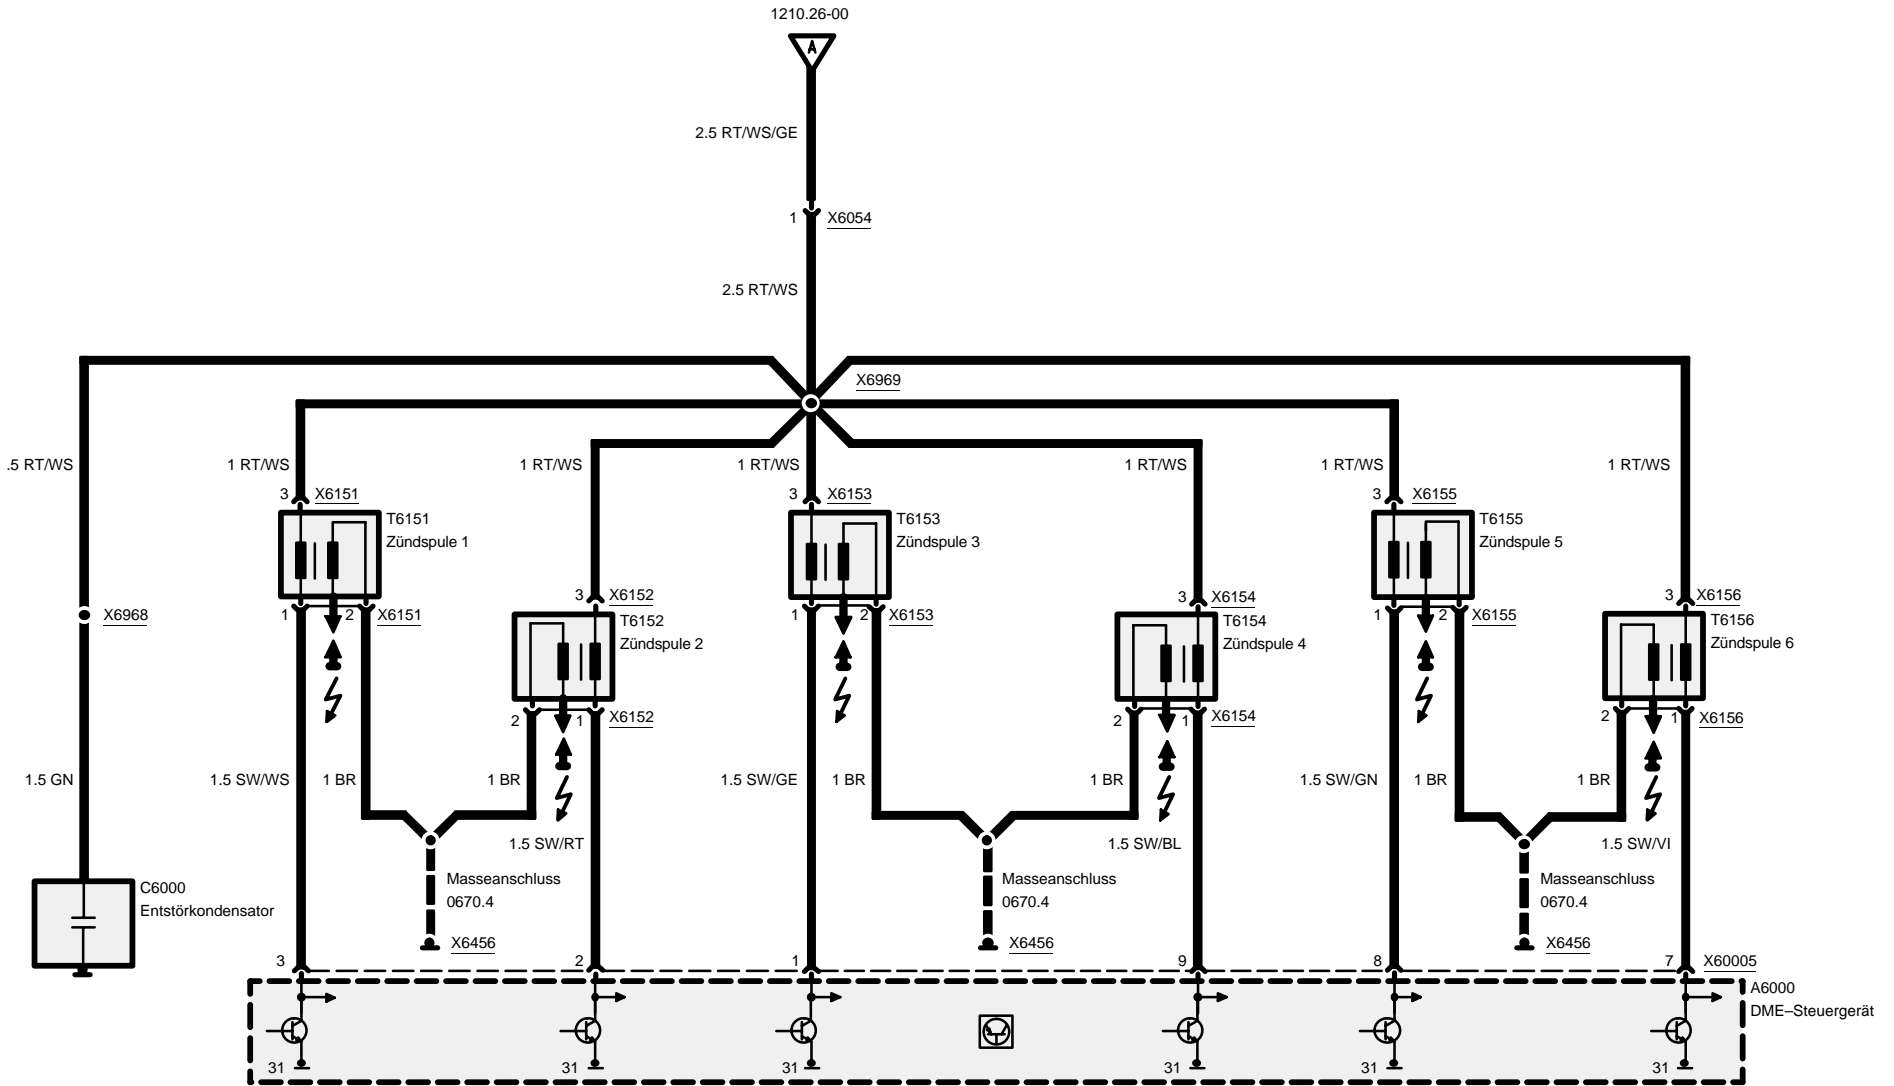 1210.26-00
A
2.5 RT/WS/GE
1 X6054
2.5 RT/WS
X6969
.5 RT/WS
1 RT/WS
1 RT/WS
1 RT/WS
1 RT/WS
1 RT/WS
1 RT/WS
3 X6151
3 X6153
3 X6155
T6151
Zündspule 1
T6153
Zündspule 3
T6155
Zündspule 5
3 X6152
3 X6154
3 X6156
X6968
1 2 X6151
1 2 X6153
1 2 X6155
T6152
Zündspule 2
T6154
Zündspule 4
T6156
Zündspule 6
2 1 X6152
2 1 X6154
2 1 X6156
1.5 GN
1.5 SW/WS
1 BR
1 BR
1.5 SW/GE
1 BR
1 BR
1.5 SW/GN
1 BR
1 BR
1.5 SW/RT
1.5 SW/BL
1.5 SW/VI
C6000
Entstörkondensator
Masseanschluss
0670.4
Masseanschluss
0670.4
Masseanschluss
0670.4
X6456
X6456
X6456
3
2
1
9
8
7
X60005
A6000
DME–Steuergerät
31
31
31
31
31
31